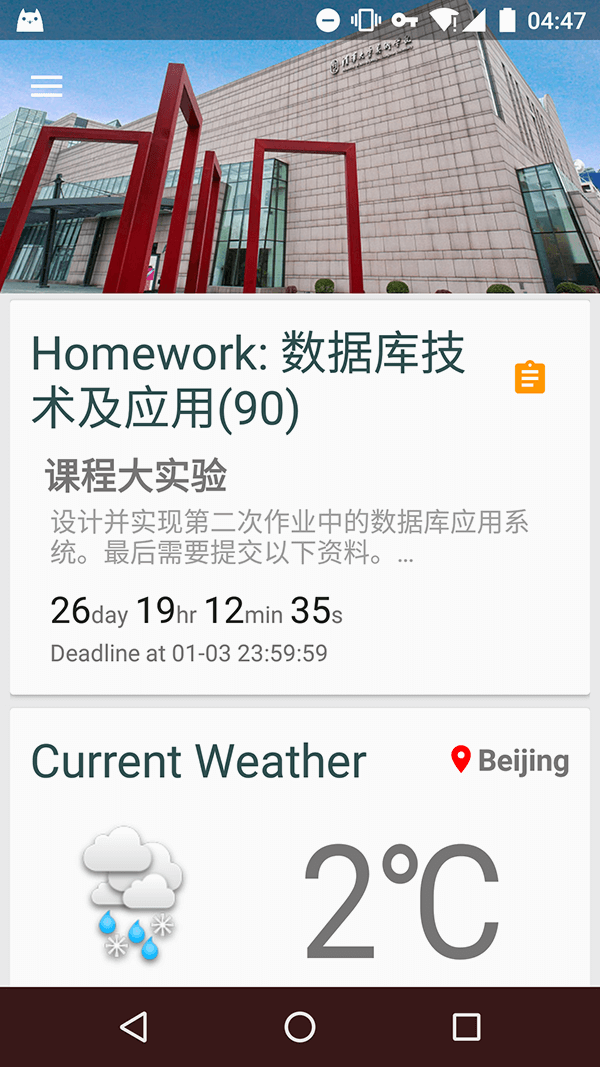 04:47
Homework: 数据库技
术及应用(90)
课程大实验
设计并实现第二次作业中的数据库应用系
统。最后需要提交以下资料。…
26day 19hr 12min 35s
Deadline at 01-03 23:59:59
Current Weather
Beijing
2℃